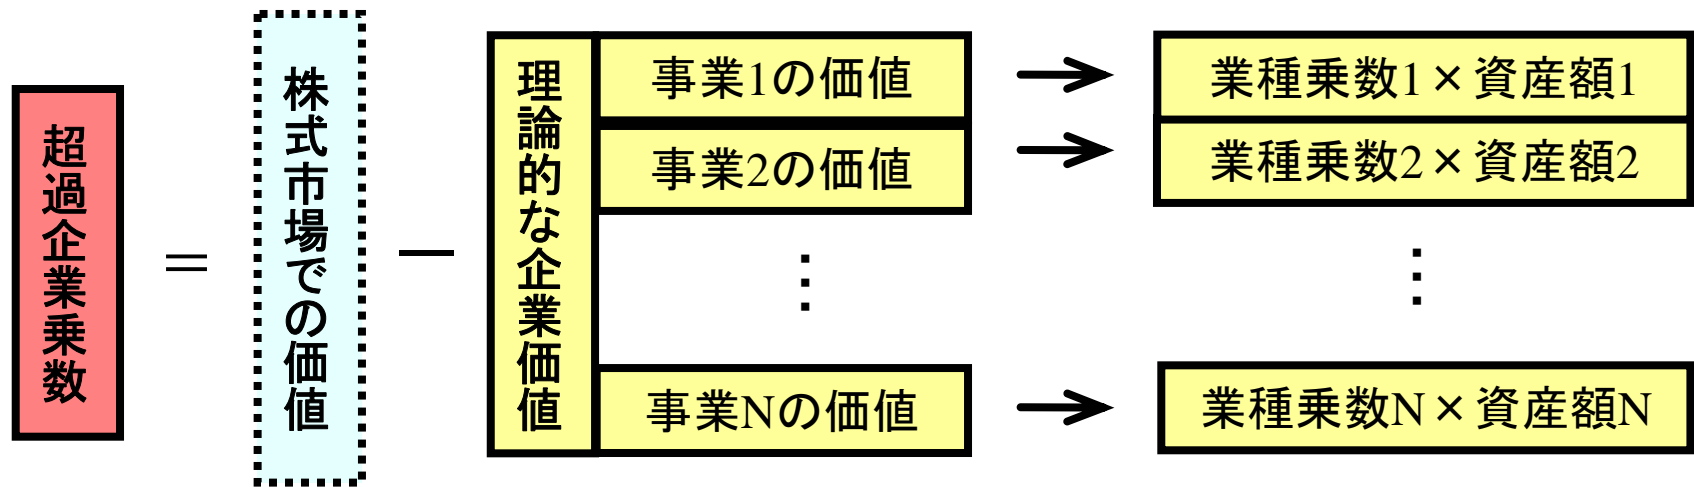 超過企業乗数
＝
株式市場での価値
－
理論的な企業価値
事業1の価値
業種乗数1×資産額1
事業2の価値
業種乗数2×資産額2
⋮
⋮
事業Nの価値
業種乗数N×資産額N